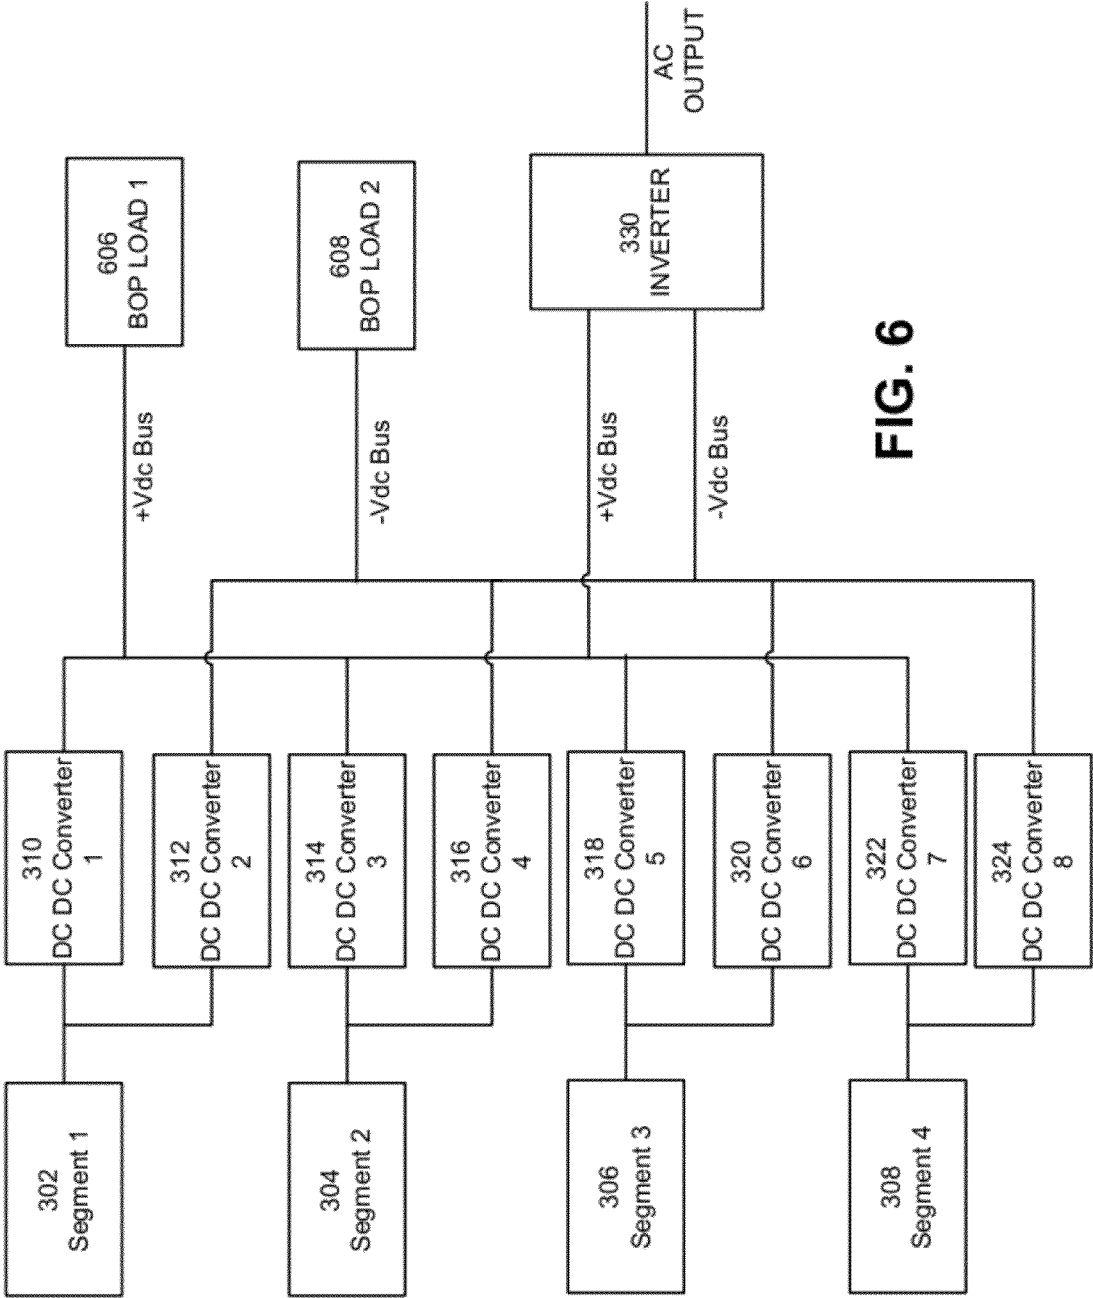 302
Segment 1
304
Segment 2
306
Segment 3
308
Segment 4
310
DC DC Converter
1
312
DC DC Converter
2
314
DC DC Converter
3
316
DC DC Converter
4
318
DC DC Converter
5
320
DC DC Converter
6
322
DC DC Converter
7
324
DC DC Converter
8
+Vdc Bus
-Vdc Bus
+Vdc Bus
-Vdc Bus
606
BOP LOAD 1
608
BOP LOAD 2
330
INVERTER
AC
OUTPUT
FIG. 6